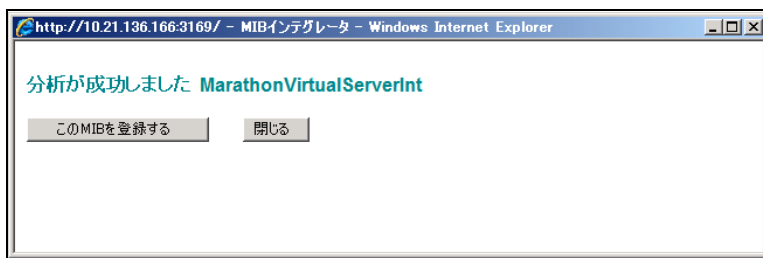 http://10.21.136.166:3169/ - MIBインテグレータ - Windows Internet Explorer
分析が成功しました MarathonVirtualServerInt
このMIBを登録する 閉じる